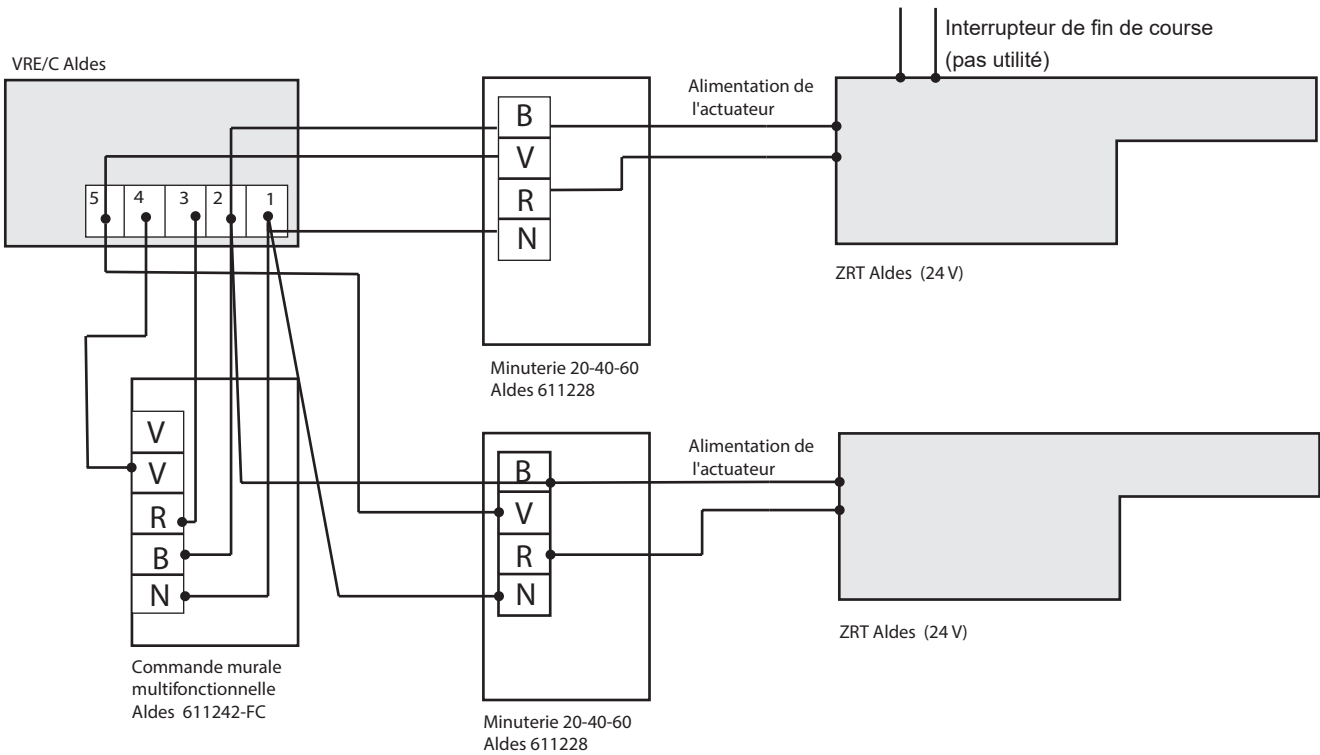 Interrupteur de fin de course
(pas utilité)
VRE/C Aldes
Alimentation de
l'actuateur
B
V
R
N
5 4 3 2 1
ZRT Aldes (24 V)
Minuterie 20-40-60
Aldes 611228
V
V
R
B
N
Alimentation de
l'actuateur
B
V
R
N
ZRT Aldes (24 V)
Commande murale
multifonctionnelle
Aldes 611242-FC
Minuterie 20-40-60
Aldes 611228